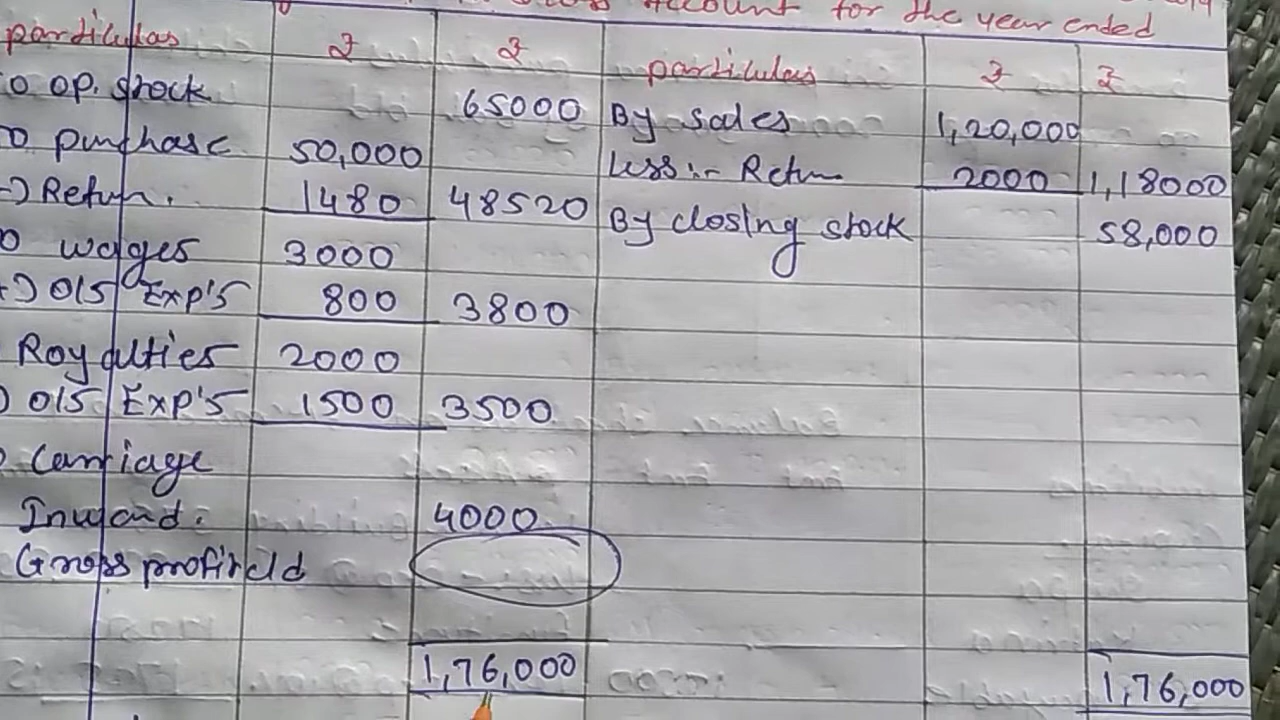 Account for the year ended
particulas ₹ ₹ particulas ₹ ₹
o op. stock 65000 By sales 1,20,000
o purchase 50,000 Less :- Return 2000 1,18000
-) Return. 1480 48520 By closing stock 58,000
o wages 3000
+) O/S Exp's 800 3800
Royalties 2000
) O/S Exp's 1500 3500
Carriage
Inward. 4000
Gross profit c/d
1,76,000 1,76,000